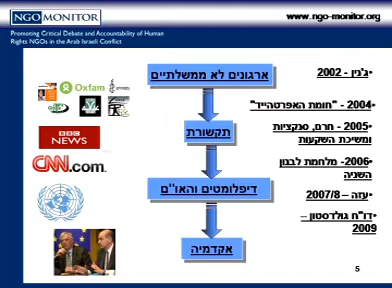 NGO MONITOR
www.ngo-monitor.org
Promoting Critical Debate and Accountability of Human
Rights NGOs in the Arab Israeli Conflict
ארגונים לא ממשלתיים
תקשורת
דיפלומטים והאו"ם
אקדמיה
•ג'נין - 2002
•2004 - "חומת האפרטהייד"
•2005 - חרם, סנקציות
ומשיכת השקעות
•2006- מלחמת לבנון
השניה
•עזה – 2007/8
•דו"ח גולדסטון –
2009
Oxfam
BBC
NEWS
CNN.com
5